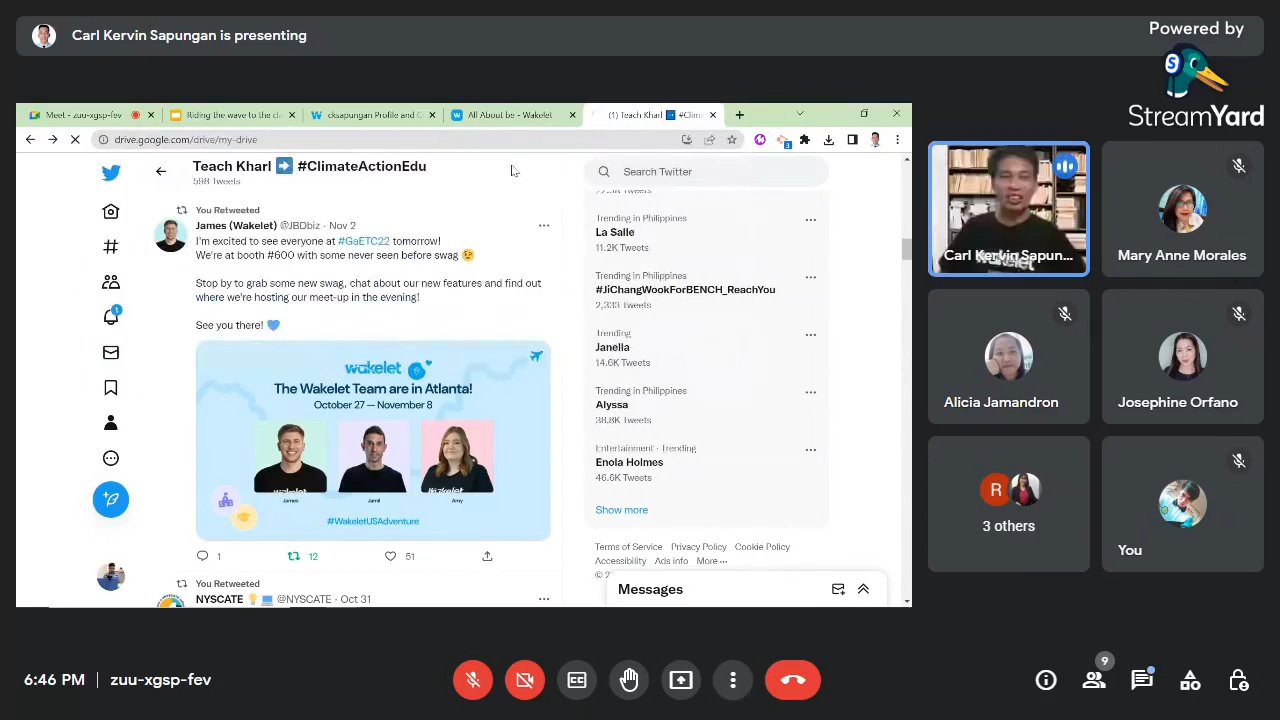 Carl Kervin Sapungan is presenting
Powered by
StreamYard
Meet - zuu-xgsp-fev
Riding the wave to the cla
cksapungan Profile and C
All About be - Wakelet
(1) Teach Kharl ➡ #Clima
drive.google.com/drive/my-drive
Teach Kharl ➡ #ClimateActionEdu
598 Tweets
Search Twitter
You Retweeted
James (Wakelet) @JBDbiz · Nov 2
I'm excited to see everyone at #GaETC22 tomorrow!
We're at booth #600 with some never seen before swag 😉
Stop by to grab some new swag, chat about our new features and find out
where we're hosting our meet-up in the evening!
See you there! 💙
wakelet
The Wakelet Team are in Atlanta!
October 27 — November 8
James
Jamil
Amy
#WakeletUSAdventure
1
12
51
You Retweeted
NYSCATE 💡💻 @NYSCATE · Oct 31
Trending in Philippines
La Salle
11.2K Tweets
Trending in Philippines
#JiChangWookForBENCH_ReachYou
2,333 Tweets
Trending
Janella
14.6K Tweets
Trending in Philippines
Alyssa
38.8K Tweets
Entertainment · Trending
Enola Holmes
46.6K Tweets
Show more
Terms of Service Privacy Policy Cookie Policy
Accessibility Ads info More ···
Messages
Carl Kervin Sapun...
Mary Anne Morales
Alicia Jamandron
Josephine Orfano
R
3 others
You
6:46 PM | zuu-xgsp-fev
9